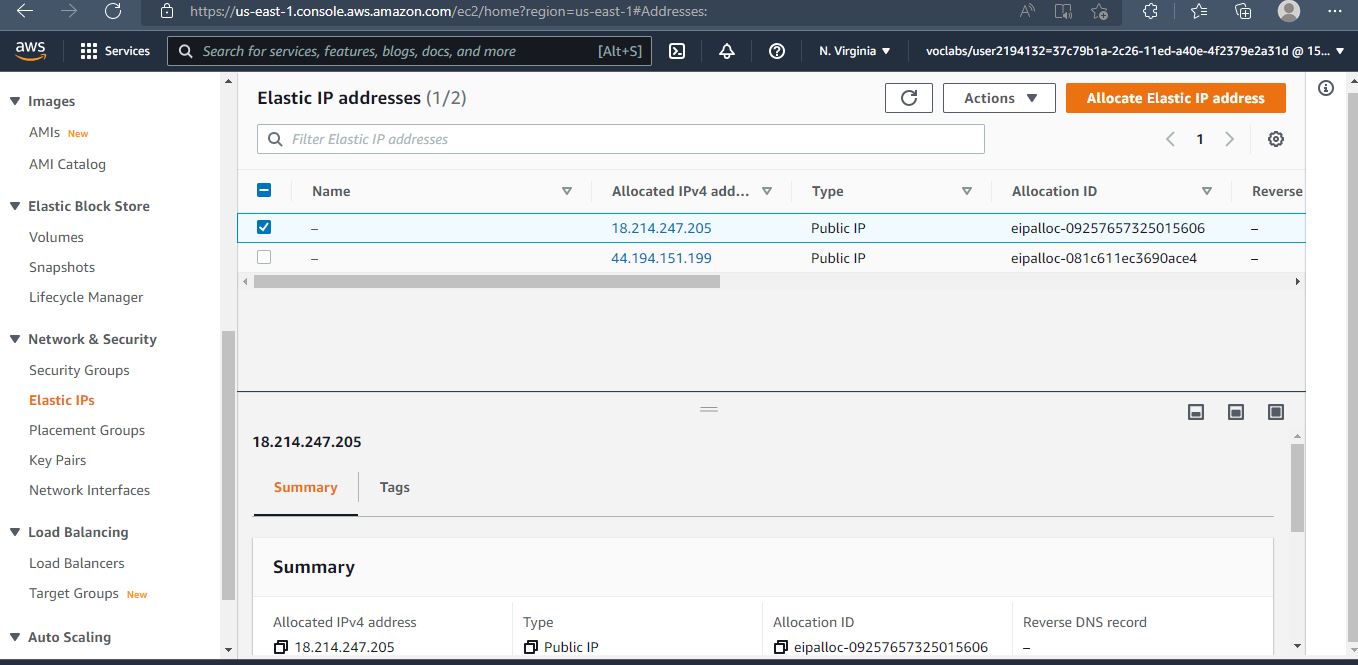 https://us-east-1.console.aws.amazon.com/ec2/home?region=us-east-1#Addresses:
aws Services Search for services, features, blogs, docs, and more [Alt+S] N. Virginia ▼ voclabs/user2194132=37c79b1a-2c26-11ed-a40e-4f2379e2a31d @ 15... ▼
Images
AMIs New
AMI Catalog
Elastic Block Store
Volumes
Snapshots
Lifecycle Manager
Network & Security
Security Groups
Elastic IPs
Placement Groups
Key Pairs
Network Interfaces
Load Balancing
Load Balancers
Target Groups New
Auto Scaling
Elastic IP addresses (1/2) Actions ▼ Allocate Elastic IP address
Filter Elastic IP addresses 1
Name Allocated IPv4 add... Type Allocation ID Reverse
– 18.214.247.205 Public IP eipalloc-09257657325015606 –
– 44.194.151.199 Public IP eipalloc-081c611ec3690ace4 –
18.214.247.205
Summary Tags
Summary
Allocated IPv4 address Type Allocation ID Reverse DNS record
18.214.247.205 Public IP eipalloc-09257657325015606 –